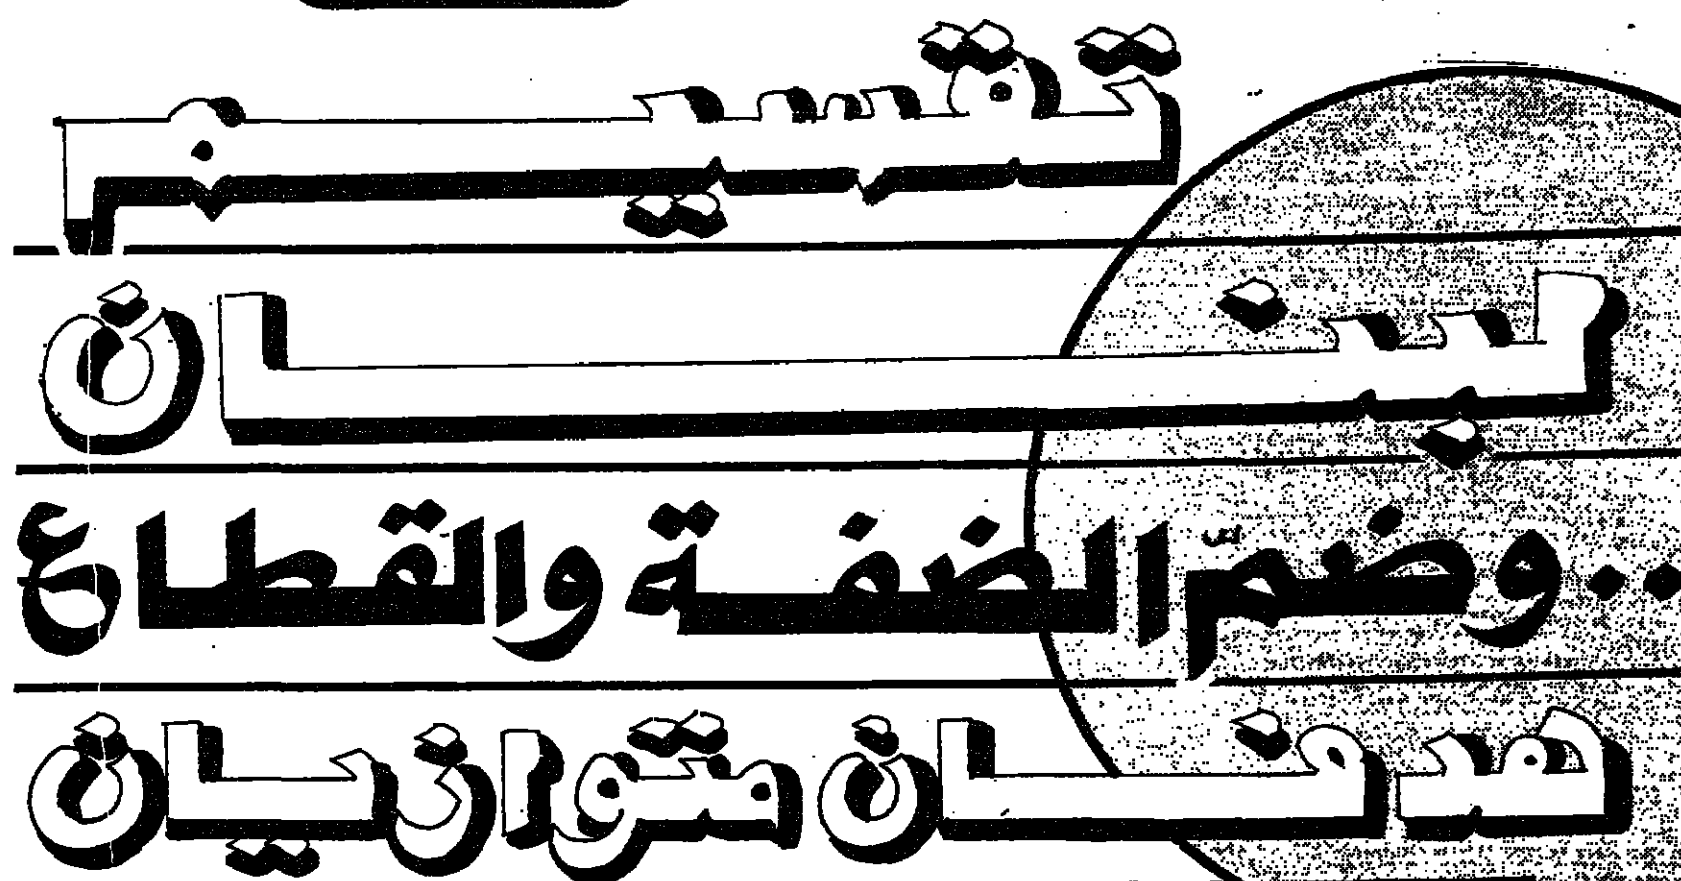 تقسيم
لبنان
..وضمّ الضفة والقطاع
هدفان متوازيان